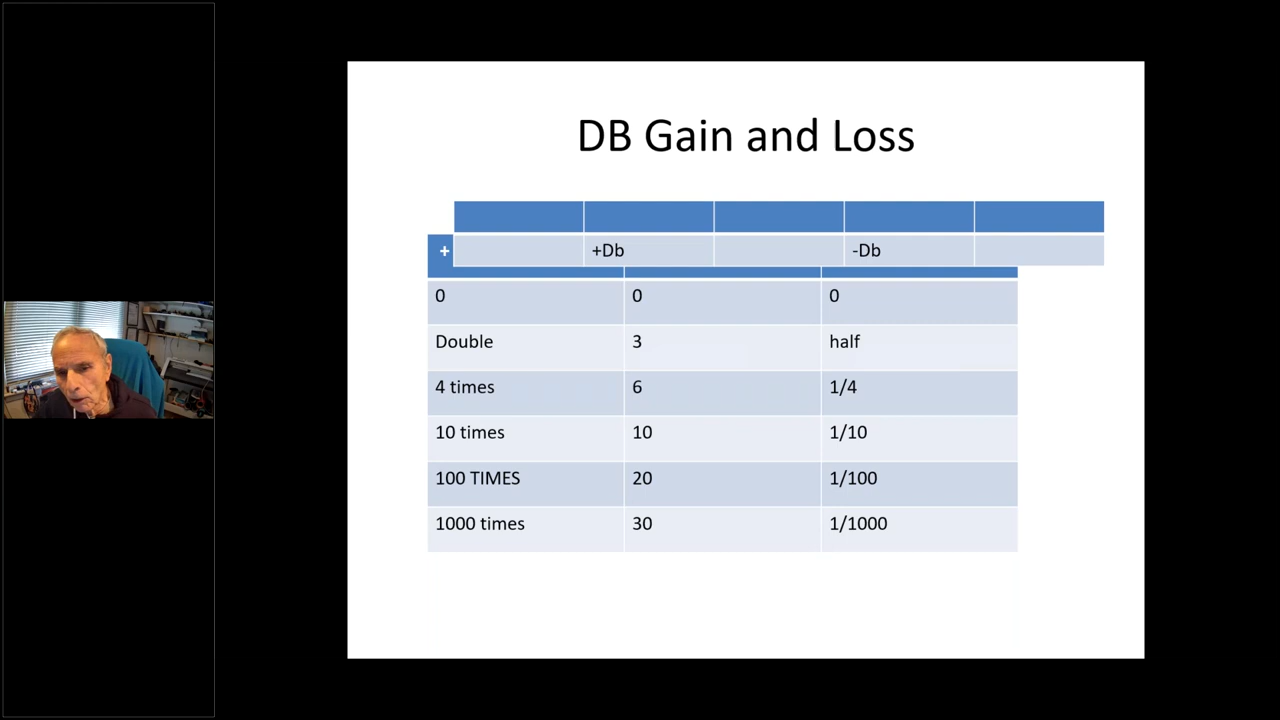 DB Gain and Loss
+ +Db -Db
0 0 0
Double 3 half
4 times 6 1/4
10 times 10 1/10
100 TIMES 20 1/100
1000 times 30 1/1000